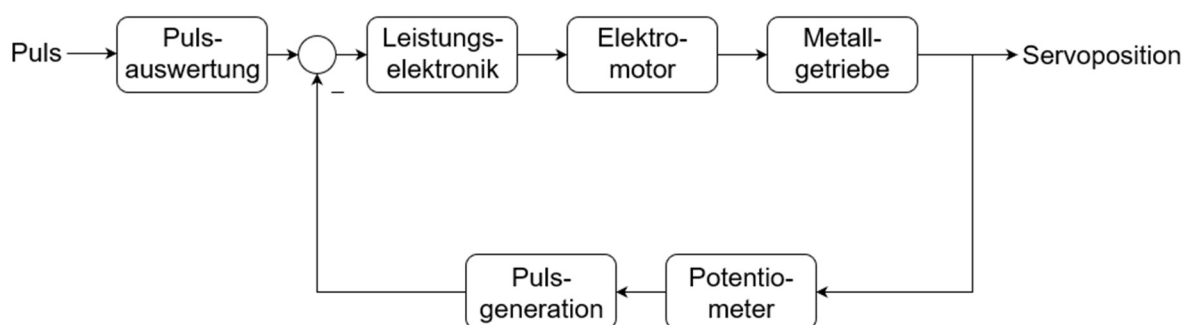 Puls
Puls-
auswertung
Leistungs-
elektronik
Elektro-
motor
Metall-
getriebe
Servoposition
–
Puls-
generation
Potentio-
meter